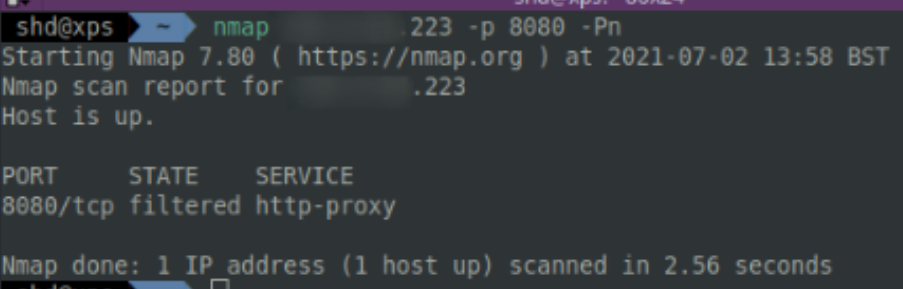 shd@xps ~ nmap .223 -p 8080 -Pn
Starting Nmap 7.80 ( https://nmap.org ) at 2021-07-02 13:58 BST
Nmap scan report for .223
Host is up.
PORT STATE SERVICE
8080/tcp filtered http-proxy
Nmap done: 1 IP address (1 host up) scanned in 2.56 seconds